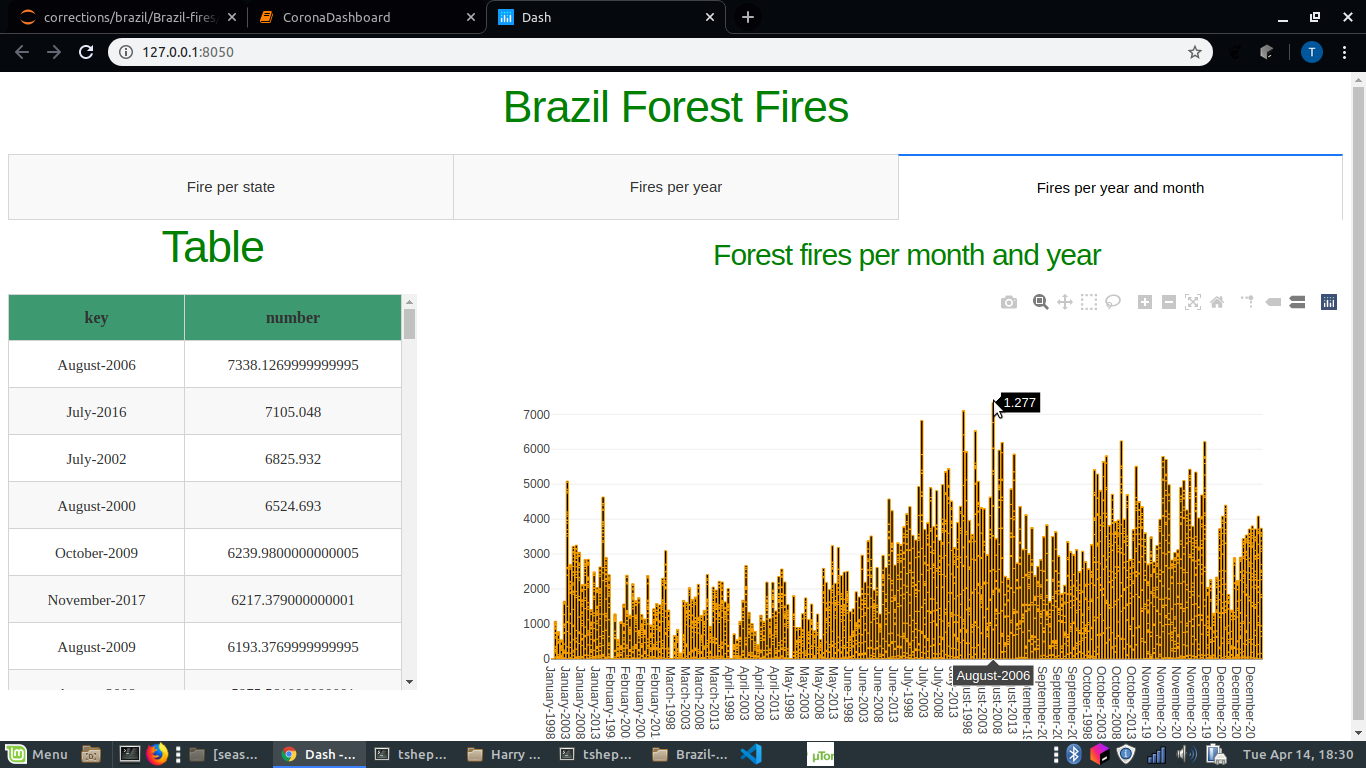 corrections/brazil/Brazil-fires.
CoronaDashboard
Dash
127.0.0.1:8050
T
Brazil Forest Fires
Fire per state
Fires per year
Fires per year and month
Table
Forest fires per month and year
key number
August-2006 7338.1269999999995
July-2016 7105.048
July-2002 6825.932
August-2000 6524.693
October-2009 6239.9800000000005
November-2017 6217.379000000001
August-2009 6193.3769999999995
1.277
7000
6000
5000
4000
3000
2000
1000
0
January-1998
January-2003
January-2008
January-2013
February-199
February-200
February-200
February-201
March-1998
March-2003
March-2008
March-2013
April-1998
April-2003
April-2008
April-2013
May-1998
May-2003
May-2008
May-2013
June-1998
June-2003
June-2008
June-2013
July-1998
July-2003
July-2008
July-2013
August-2006
ugust-1998
ugust-2003
ust-2008
ust-2013
September-20
September-20
September-20
October-1998
October-2003
October-2008
October-2013
November-19
November-20
November-20
November-20
December-19
December-20
December-20
December-20
Menu
[seas...
Dash -...
tshep...
Harry ...
tshep...
Brazil-...
µTor
Tue Apr 14, 18:30